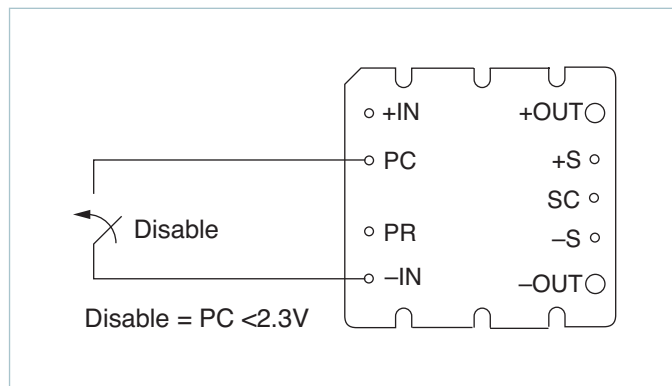 +IN
+OUT
PC
+S
SC
Disable
PR
–S
–IN
–OUT
Disable = PC <2.3V